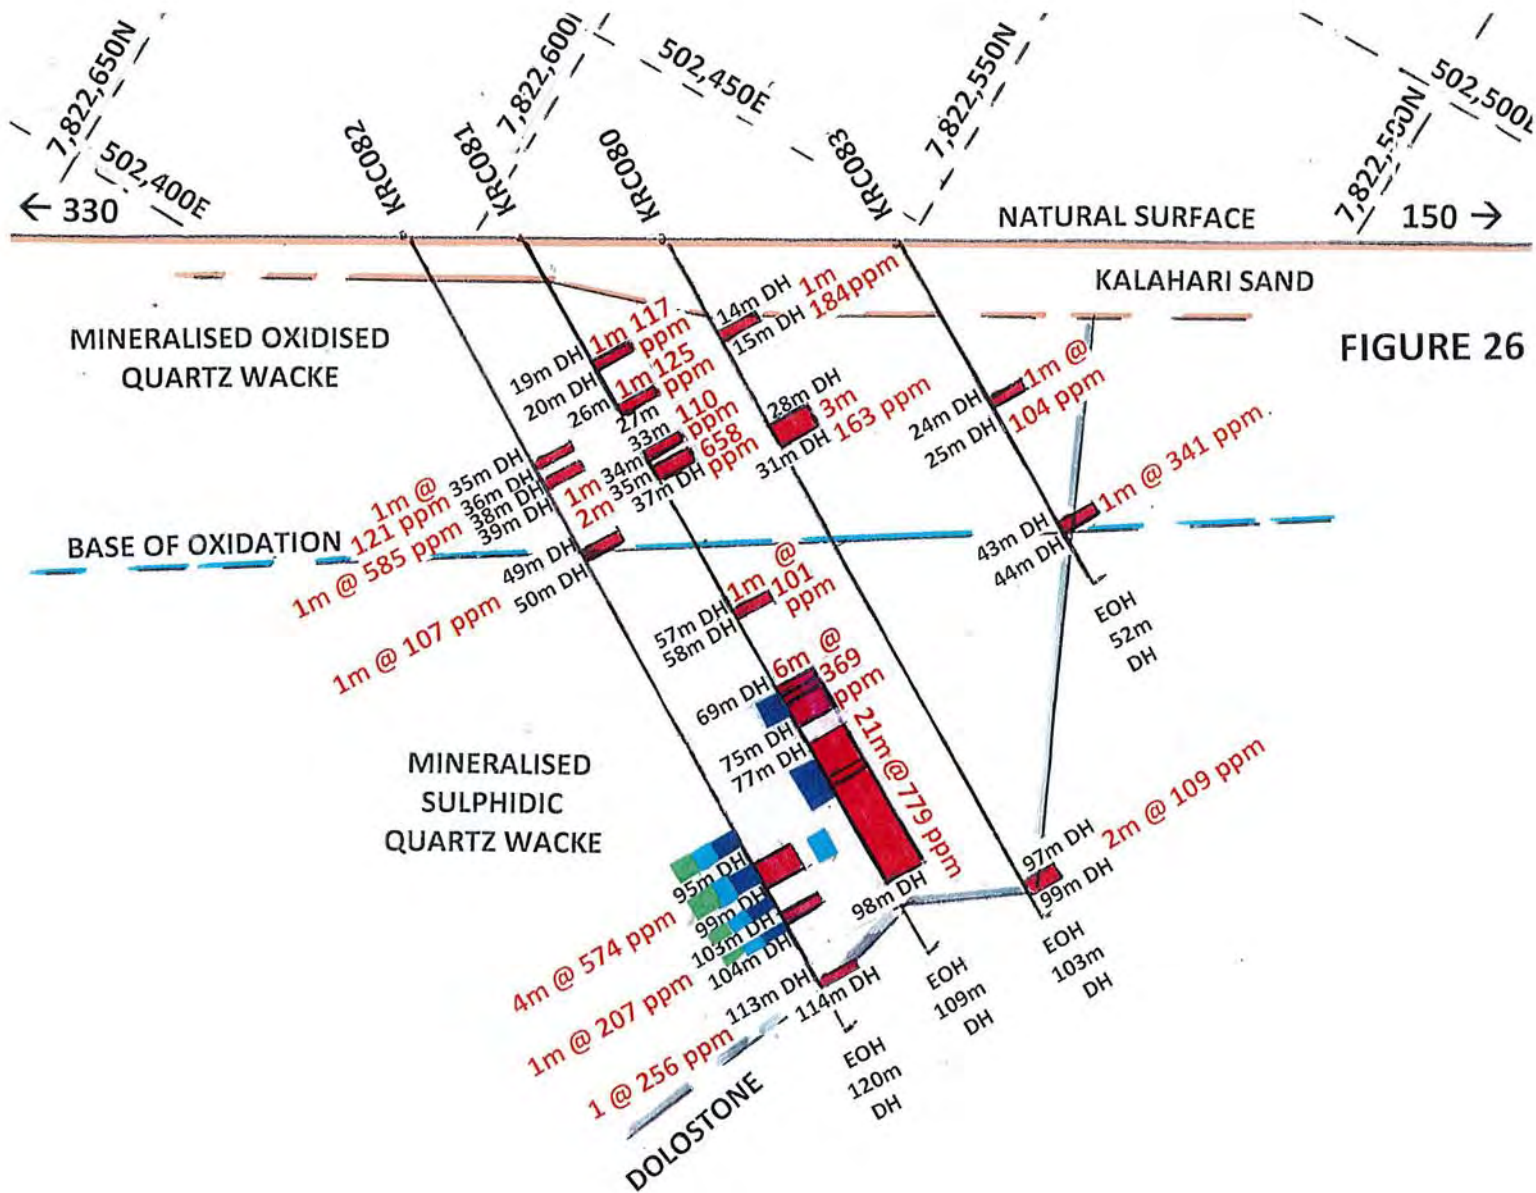 7,822,650N
7,822,600N
502,450E
7,822,550N
502,500E
7,822,500N
502,400E
KRC082
KRC081
KRC080
KRC083
← 330
NATURAL SURFACE
150 →
KALAHARI SAND
FIGURE 26
MINERALISED OXIDISED
QUARTZ WACKE
14m DH
15m DH
1m
184ppm
19m DH
20m DH
1m 117
ppm
26m
27m
1m 125
ppm
28m DH
31m DH
3m
163 ppm
24m DH
25m DH
1m @
104 ppm
33m
34m
1m
110
ppm
35m
37m DH
2m
658
ppm
35m DH
36m DH
38m DH
39m DH
1m @
121 ppm
1m @ 585 ppm
43m DH
44m DH
1m @ 341 ppm
BASE OF OXIDATION
49m DH
50m DH
1m @ 107 ppm
EOH
52m
DH
57m DH
58m DH
1m @
101
ppm
69m DH
75m DH
6m @
369
ppm
77m DH
98m DH
21m@779 ppm
MINERALISED
SULPHIDIC
QUARTZ WACKE
97m DH
99m DH
2m @ 109 ppm
95m DH
99m DH
4m @ 574 ppm
103m DH
104m DH
1m @ 207 ppm
113m DH
114m DH
1 @ 256 ppm
EOH
103m
DH
EOH
109m
DH
EOH
120m
DH
DOLOSTONE